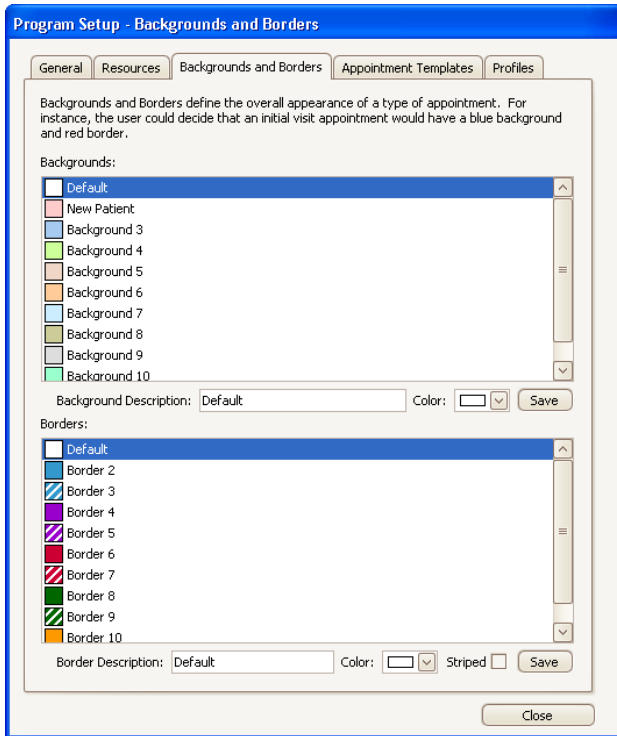 Program Setup - Backgrounds and Borders
General Resources Backgrounds and Borders Appointment Templates Profiles
Backgrounds and Borders define the overall appearance of a type of appointment. For
instance, the user could decide that an initial visit appointment would have a blue background
and red border.
Backgrounds:
Default
New Patient
Background 3
Background 4
Background 5
Background 6
Background 7
Background 8
Background 9
Background 10
Background Description: Default Color: Save
Borders:
Default
Border 2
Border 3
Border 4
Border 5
Border 6
Border 7
Border 8
Border 9
Border 10
Border Description: Default Color: Striped Save
Close